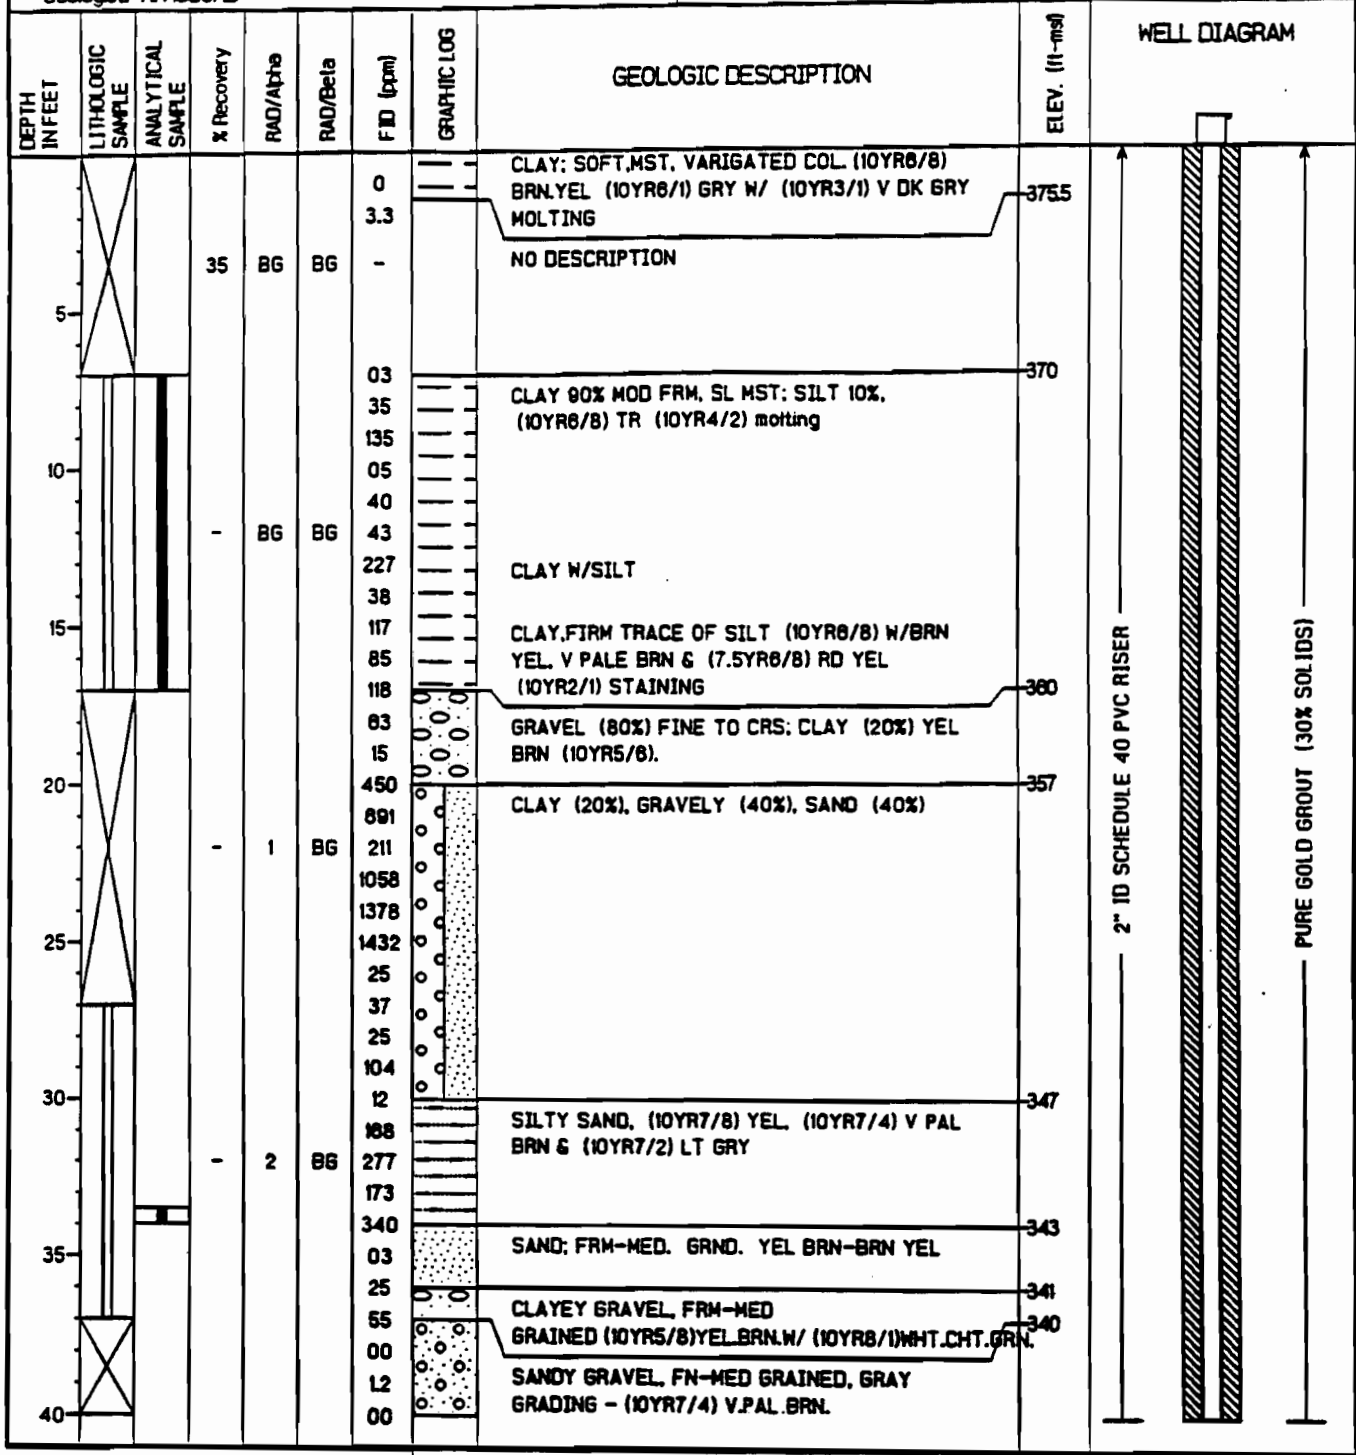 DEPTH IN FEET
LITHOLOGIC SAMPLE
ANALYTICAL SAMPLE
% Recovery
RAD/Alpha
RAD/Beta
FID (ppm)
GRAPHIC LOG
GEOLOGIC DESCRIPTION
ELEV. (ft-msl)
WELL DIAGRAM
CLAY: SOFT,MST, VARIGATED COL. (10YR6/8)
0 BRN.YEL (10YR6/1) GRY W/ (10YR3/1) V DK GRY 375.5
3.3 MOLTING
35 BG BG - NO DESCRIPTION
5
03 370
CLAY 90% MOD FRM, SL MST; SILT 10%,
35 (10YR6/8) TR (10YR4/2) motting
135
10 05
40
- BG BG 43
227 CLAY W/SILT
38
15 117 CLAY,FIRM TRACE OF SILT (10YR6/8) W/BRN
85 YEL, V PALE BRN & (7.5YR6/8) RD YEL
118 (10YR2/1) STAINING 360
63 GRAVEL (80%) FINE TO CRS; CLAY (20%) YEL
15 BRN (10YR5/6).
20 450 357
891 CLAY (20%), GRAVELY (40%), SAND (40%)
- 1 BG 211
1058
1378
25 1432
25
37
25
104
30 12 347
168 SILTY SAND, (10YR7/8) YEL, (10YR7/4) V PAL
- 2 BG 277 BRN & (10YR7/2) LT GRY
173
340 343
35 03 SAND; FRM-MED. GRND. YEL BRN-BRN YEL
25 341
CLAYEY GRAVEL, FRM-MED
55 GRAINED (10YR5/8)YEL.BRN.W/ (10YR8/1)WHT.CHT.GRN. 340
00
1.2 SANDY GRAVEL, FN-MED GRAINED, GRAY
40 00 GRADING - (10YR7/4) V.PAL.BRN.
2" ID SCHEDULE 40 PVC RISER
PURE GOLD GROUT (30% SOLIDS)